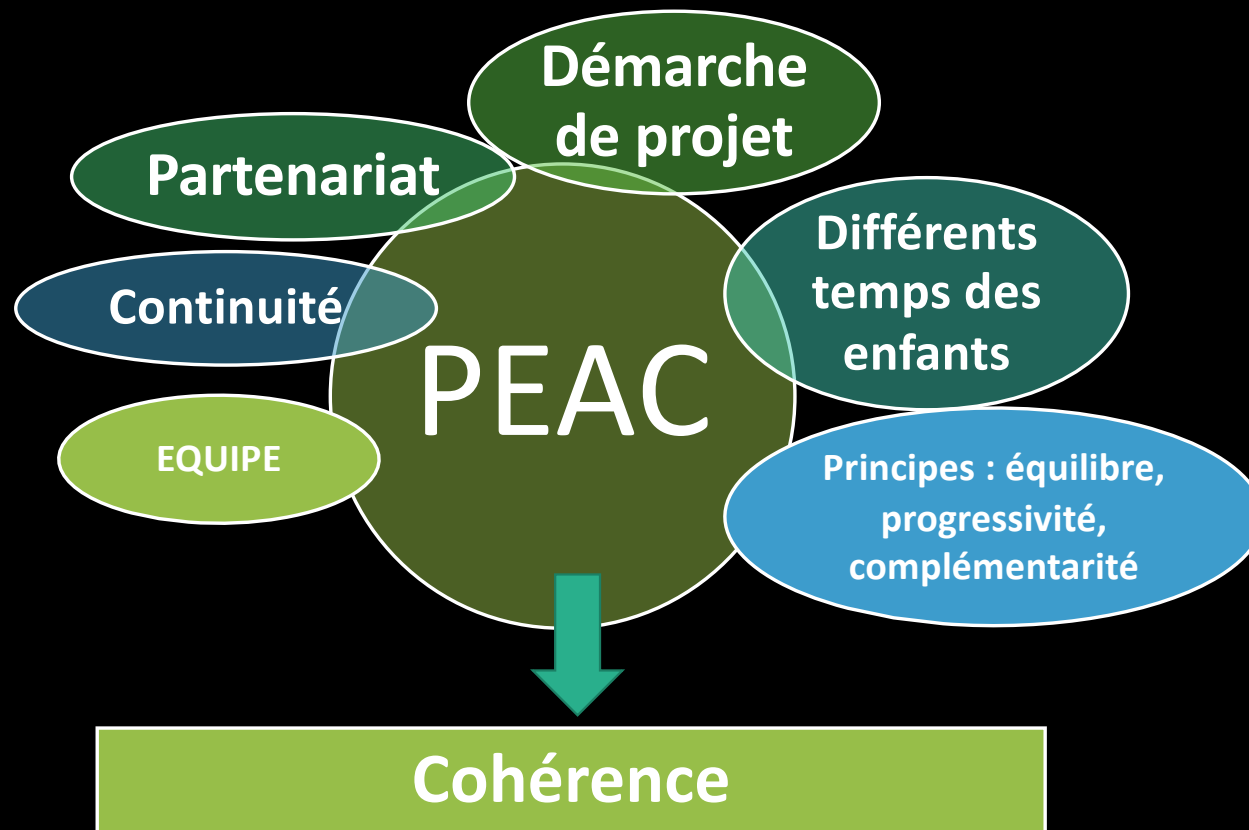 Démarche
de projet
Partenariat
Différents
temps des
enfants
Continuité
PEAC
EQUIPE
Principes : équilibre,
progressivité,
complémentarité
Cohérence